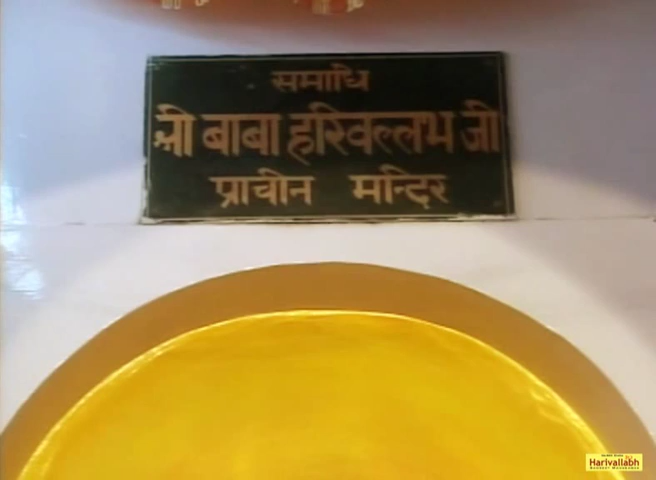 समाधि
श्री बाबा हरिवल्लभ जी
प्राचीन मन्दिर
Harivallabh